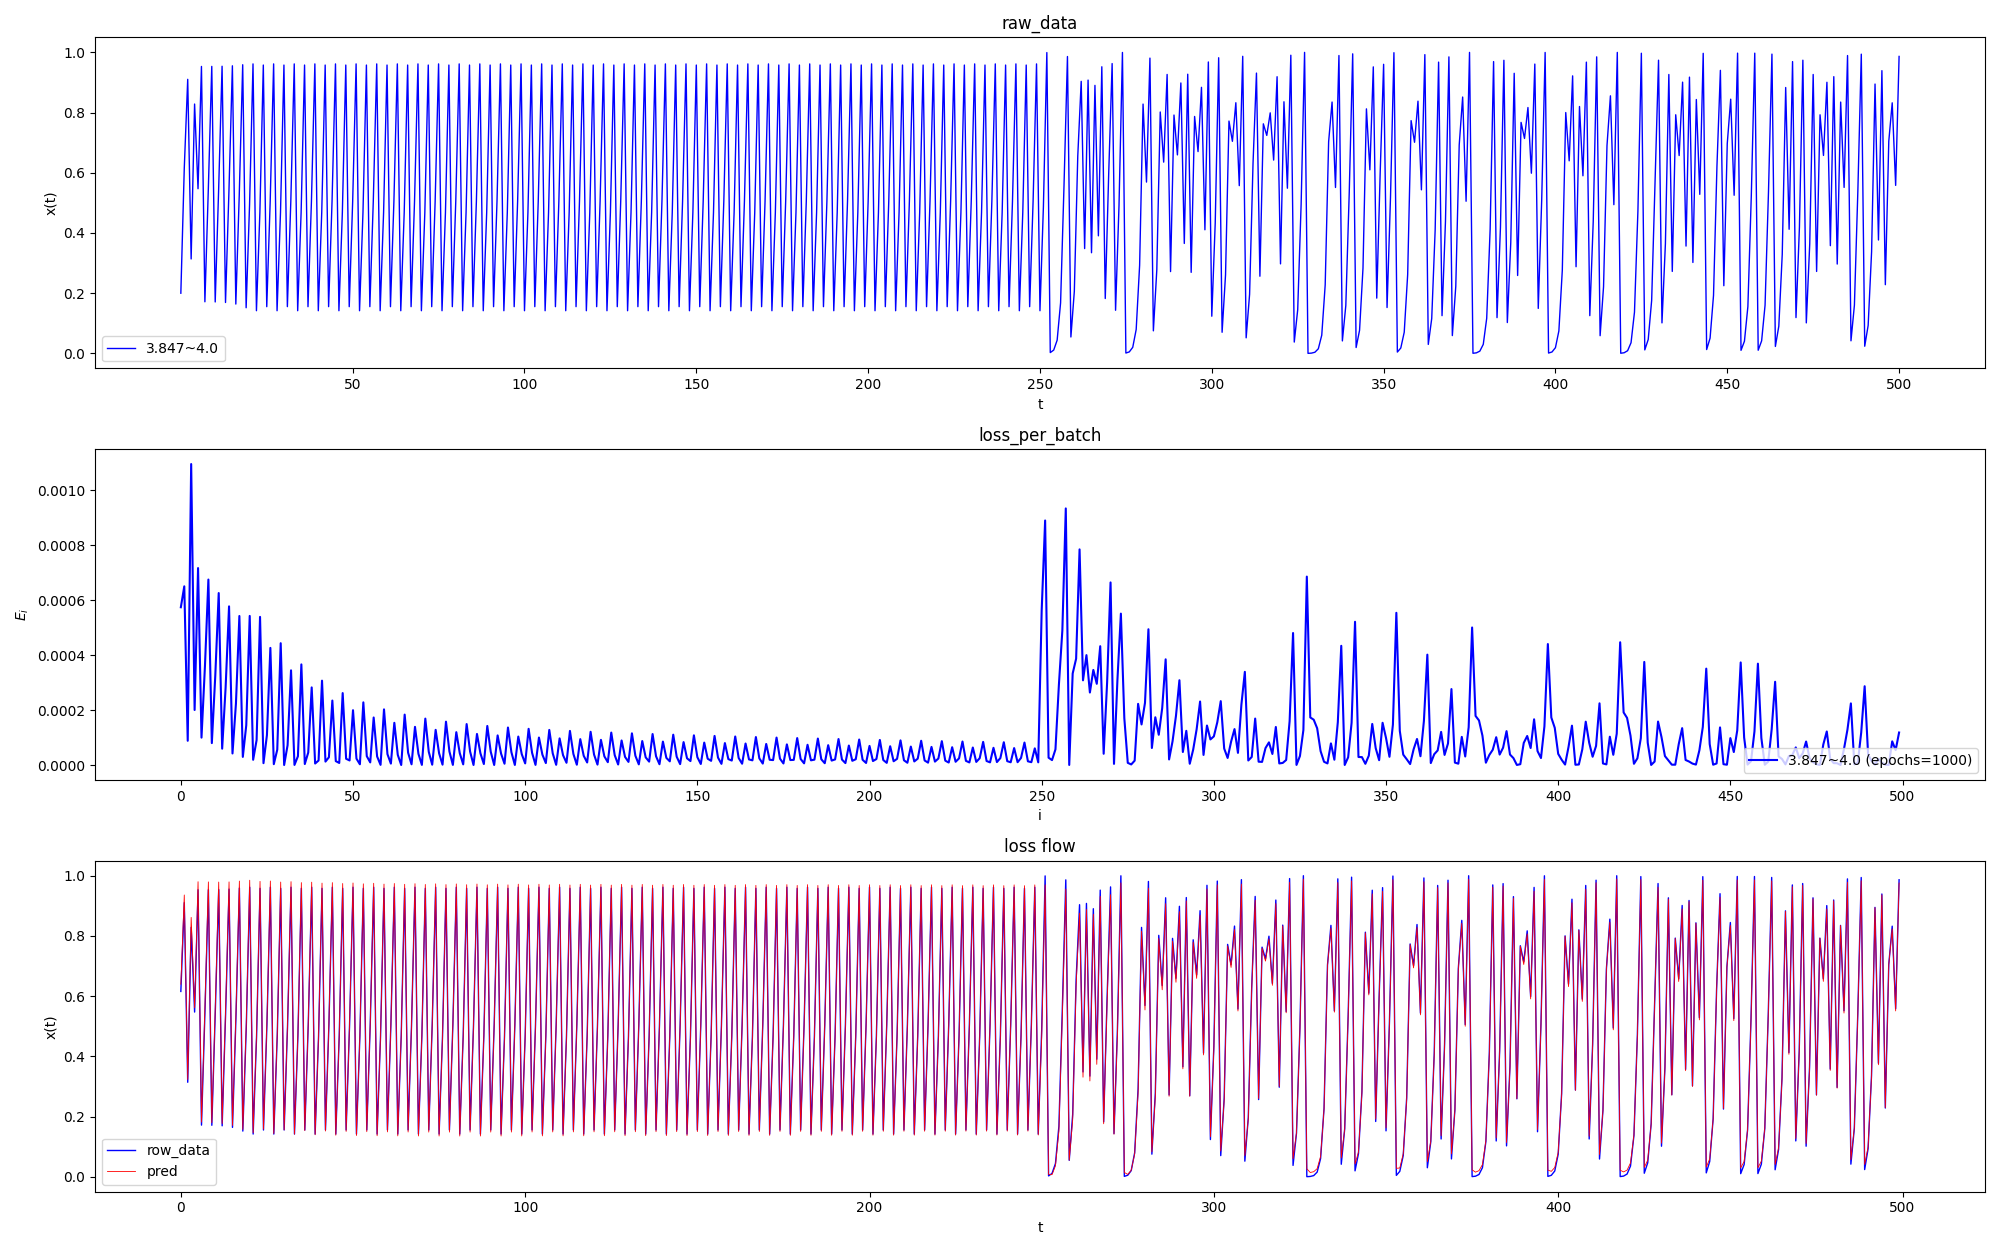 raw_data
1.0
0.8
0.6
0.4
0.2
0.0
x(t)
3.847~4.0
50 100 150 200 250 300 350 400 450 500
t
loss_per_batch
0.0010
0.0008
0.0006
0.0004
0.0002
0.0000
E_i
3.847~4.0 (epochs=1000)
0 50 100 150 200 250 300 350 400 450 500
i
loss flow
1.0
0.8
0.6
0.4
0.2
0.0
x(t)
row_data
pred
0 100 200 300 400 500
t